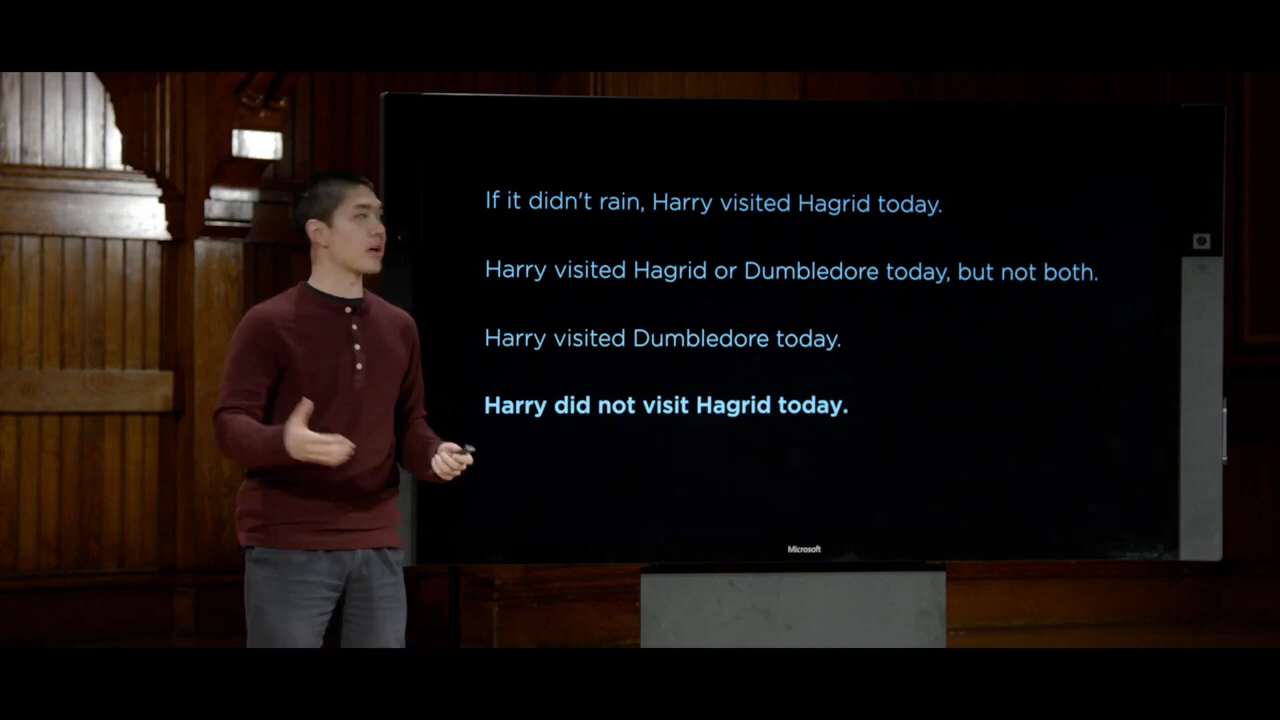 If it didn't rain, Harry visited Hagrid today.
Harry visited Hagrid or Dumbledore today, but not both.
Harry visited Dumbledore today.
Harry did not visit Hagrid today.
Microsoft